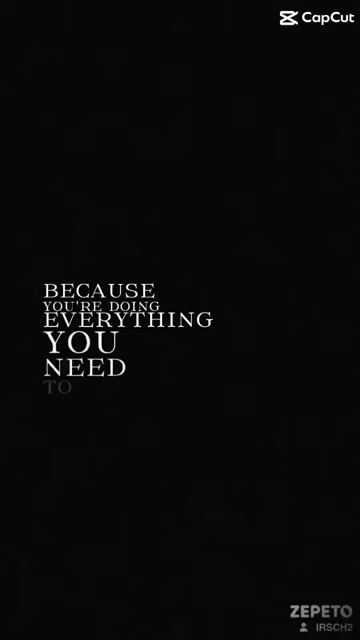 CapCut
BECAUSE
YOU'RE DOING
EVERYTHING
YOU
NEED
TO
ZEPETO
IRSCH2